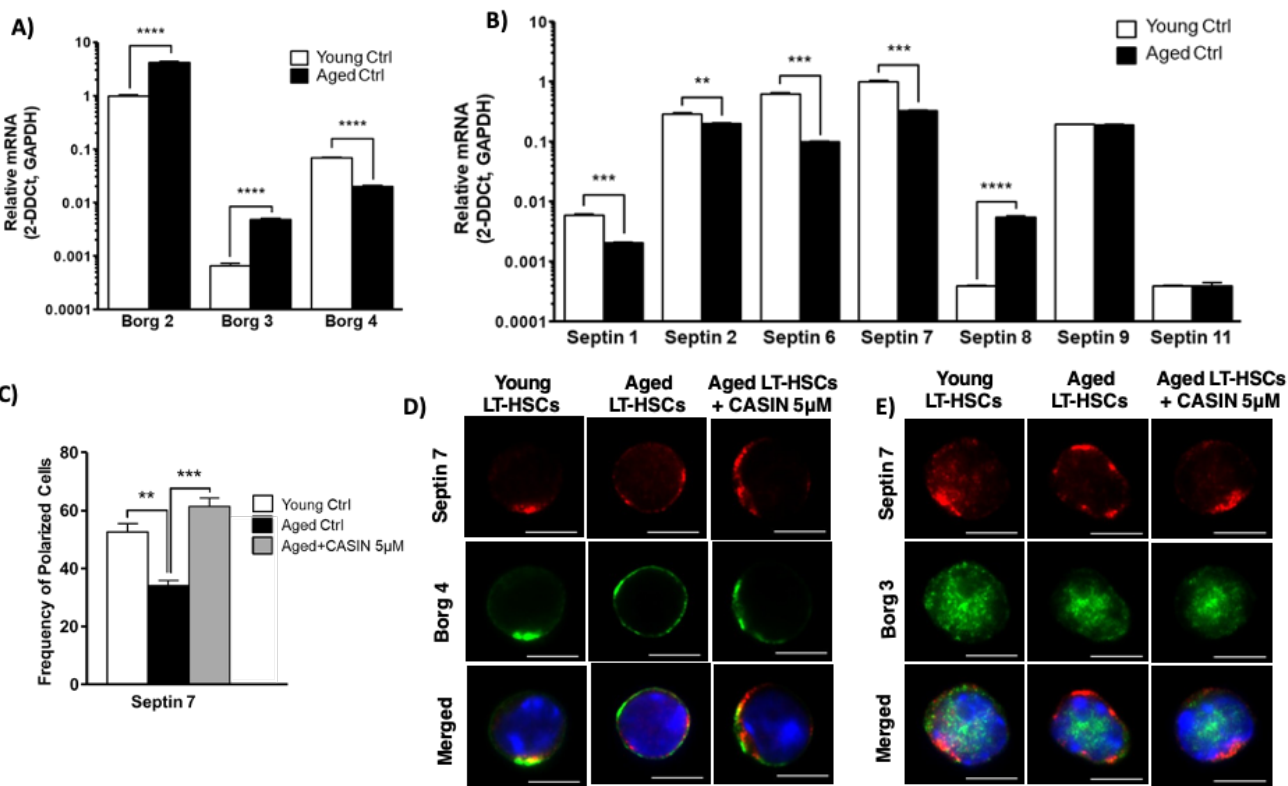 A)
Relative mRNA
(2-DDCt, GAPDH)
10
1
0.1
0.01
0.001
0.0001
****
****
****
Young Ctrl
Aged Ctrl
Borg 2 Borg 3 Borg 4
B)
Relative mRNA
(2-DDCt, GAPDH)
10
1
0.1
0.01
0.001
0.0001
***
**
***
***
****
Young Ctrl
Aged Ctrl
Septin 1 Septin 2 Septin 6 Septin 7 Septin 8 Septin 9 Septin 11
C)
Frequency of Polarized Cells
80
60
40
20
0
**
***
Young Ctrl
Aged Ctrl
Aged+CASIN 5µM
Septin 7
D)
Young
LT-HSCs
Aged
LT-HSCs
Aged LT-HSCs
+ CASIN 5µM
Septin 7
Borg 4
Merged
E)
Young
LT-HSCs
Aged
LT-HSCs
Aged LT-HSCs
+ CASIN 5µM
Septin 7
Borg 3
Merged